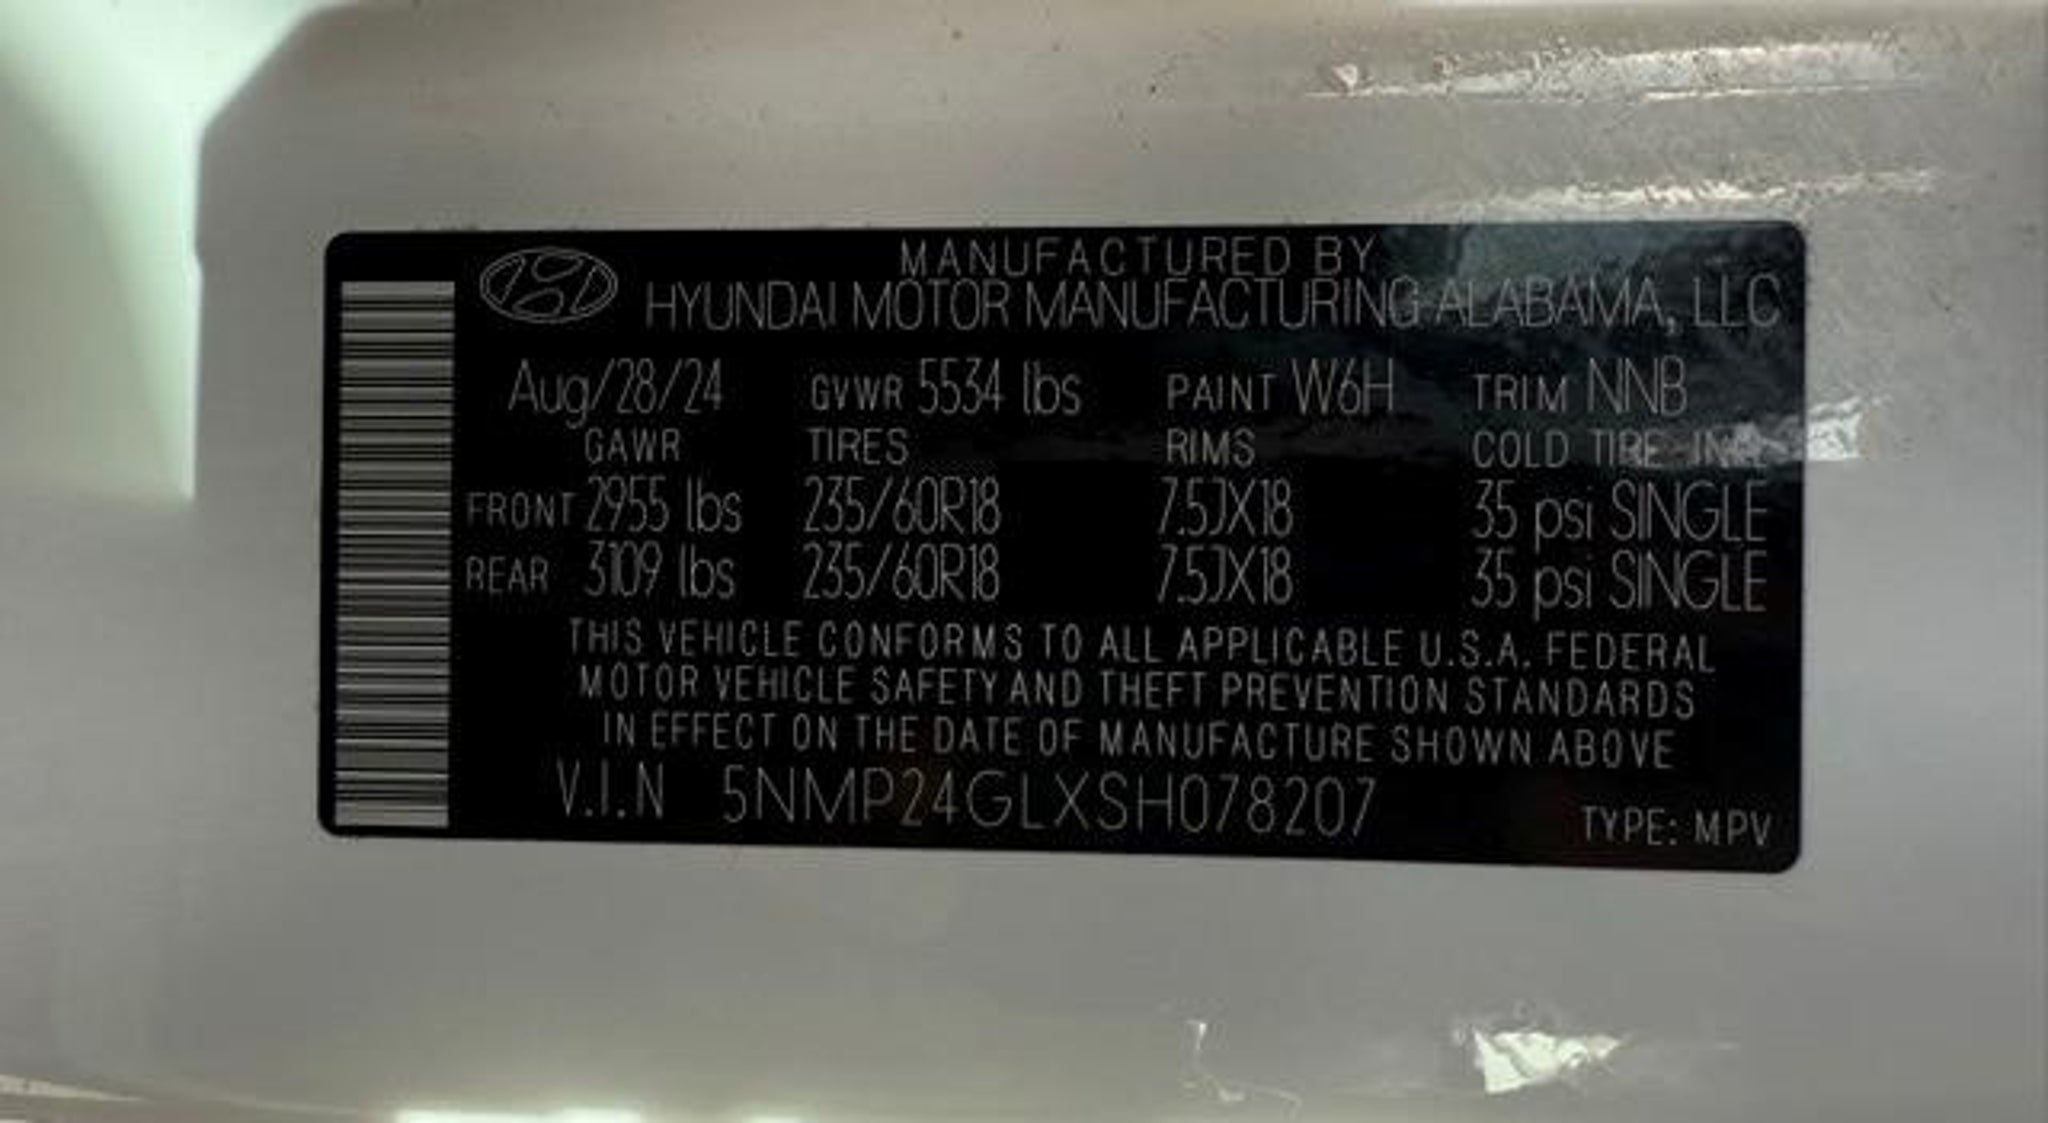 MANUFACTURED BY
HYUNDAI MOTOR MANUFACTURING ALABAMA, LLC
Aug/28/24 GVWR 5534 lbs PAINT W6H TRIM NNB
GAWR TIRES RIMS COLD TIRE INFL
FRONT 2955 lbs 235/60R18 7.5JX18 35 psi SINGLE
REAR 3109 lbs 235/60R18 7.5JX18 35 psi SINGLE
THIS VEHICLE CONFORMS TO ALL APPLICABLE U.S.A. FEDERAL
MOTOR VEHICLE SAFETY AND THEFT PREVENTION STANDARDS
IN EFFECT ON THE DATE OF MANUFACTURE SHOWN ABOVE
V.I.N 5NMP24GLXSH078207 TYPE: MPV